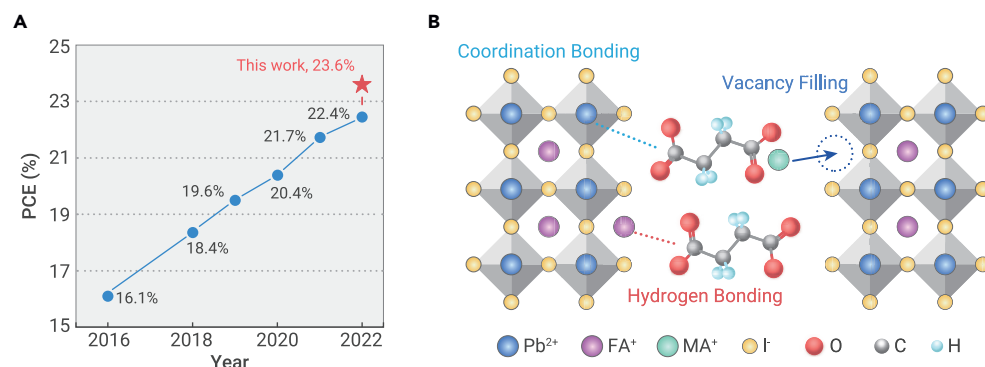 A
PCE (%)
25
23
21
19
17
15
This work, 23.6%
22.4%
21.7%
20.4%
19.6%
18.4%
16.1%
2016
2018
2020
2022
Year
B
Coordination Bonding
Vacancy Filling
Hydrogen Bonding
Pb²⁺ FA⁺ MA⁺ I⁻ O C H